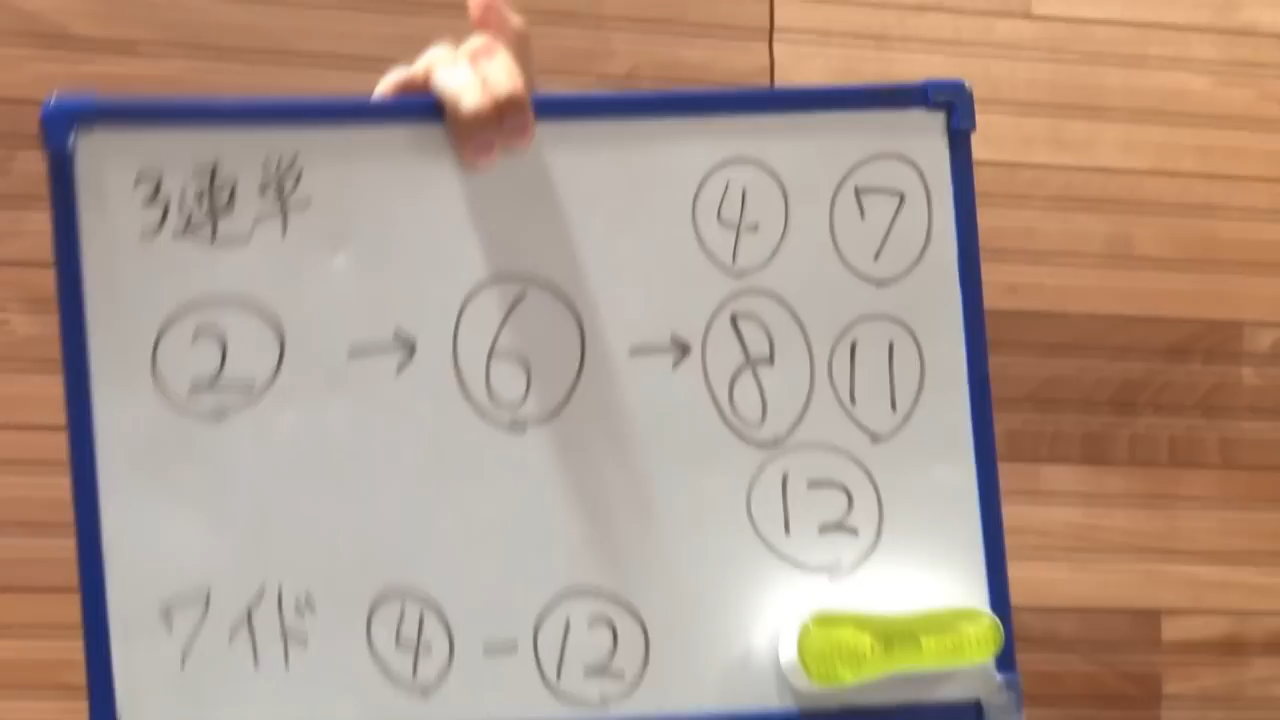 3連単
④ ⑦
② → ⑥ → ⑧ ⑪
⑫
ワイド ④ - ⑫